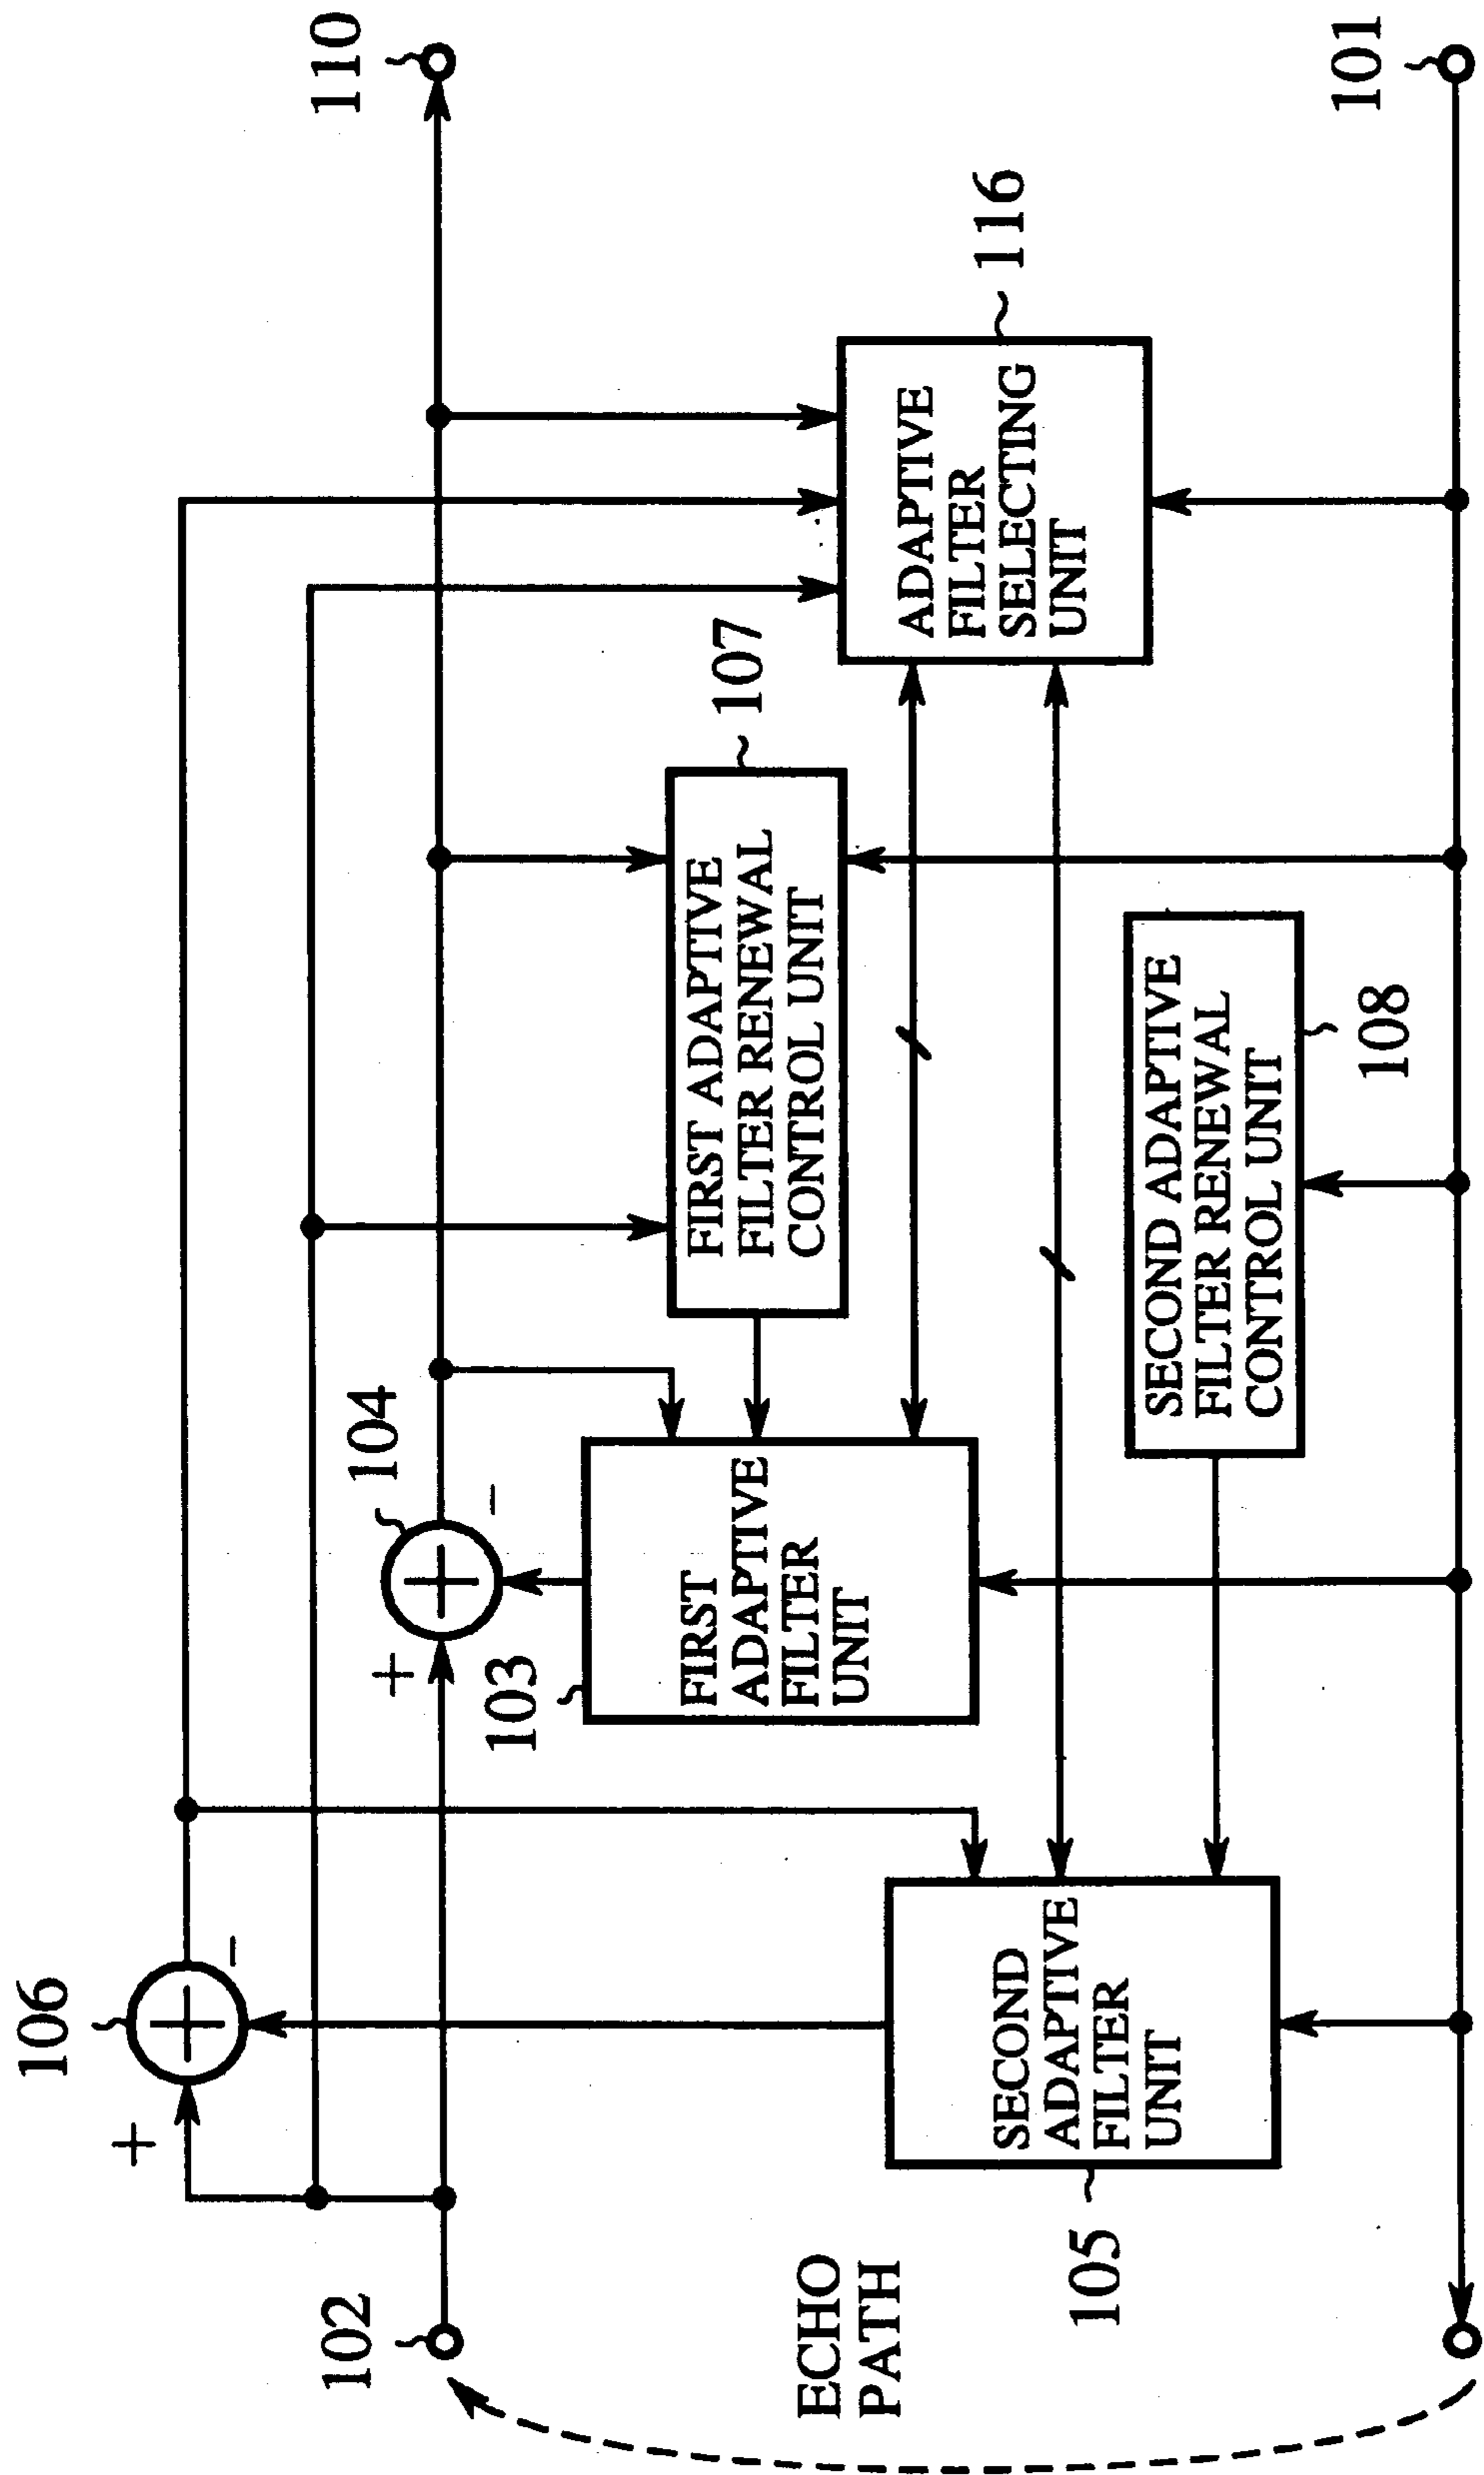 106
+
-
102
+
104
-
110
103
FIRST
ADAPTIVE
FILTER
UNIT
FIRST ADAPTIVE
FILTER RENEWAL
CONTROL UNIT
107
ADAPTIVE
FILTER
SELECTING
UNIT
116
ECHO
PATH
SECOND
ADAPTIVE
FILTER
UNIT
105
SECOND ADAPTIVE
FILTER RENEWAL
CONTROL UNIT
108
101